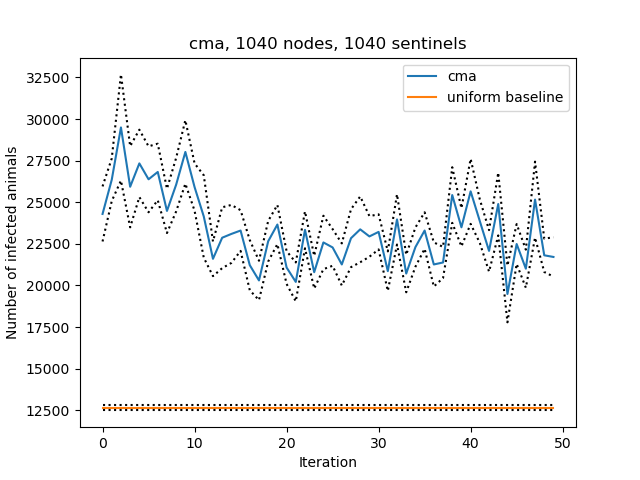 cma, 1040 nodes, 1040 sentinels
cma
uniform baseline
Number of infected animals
32500
30000
27500
25000
22500
20000
17500
15000
12500
0 10 20 30 40 50
Iteration